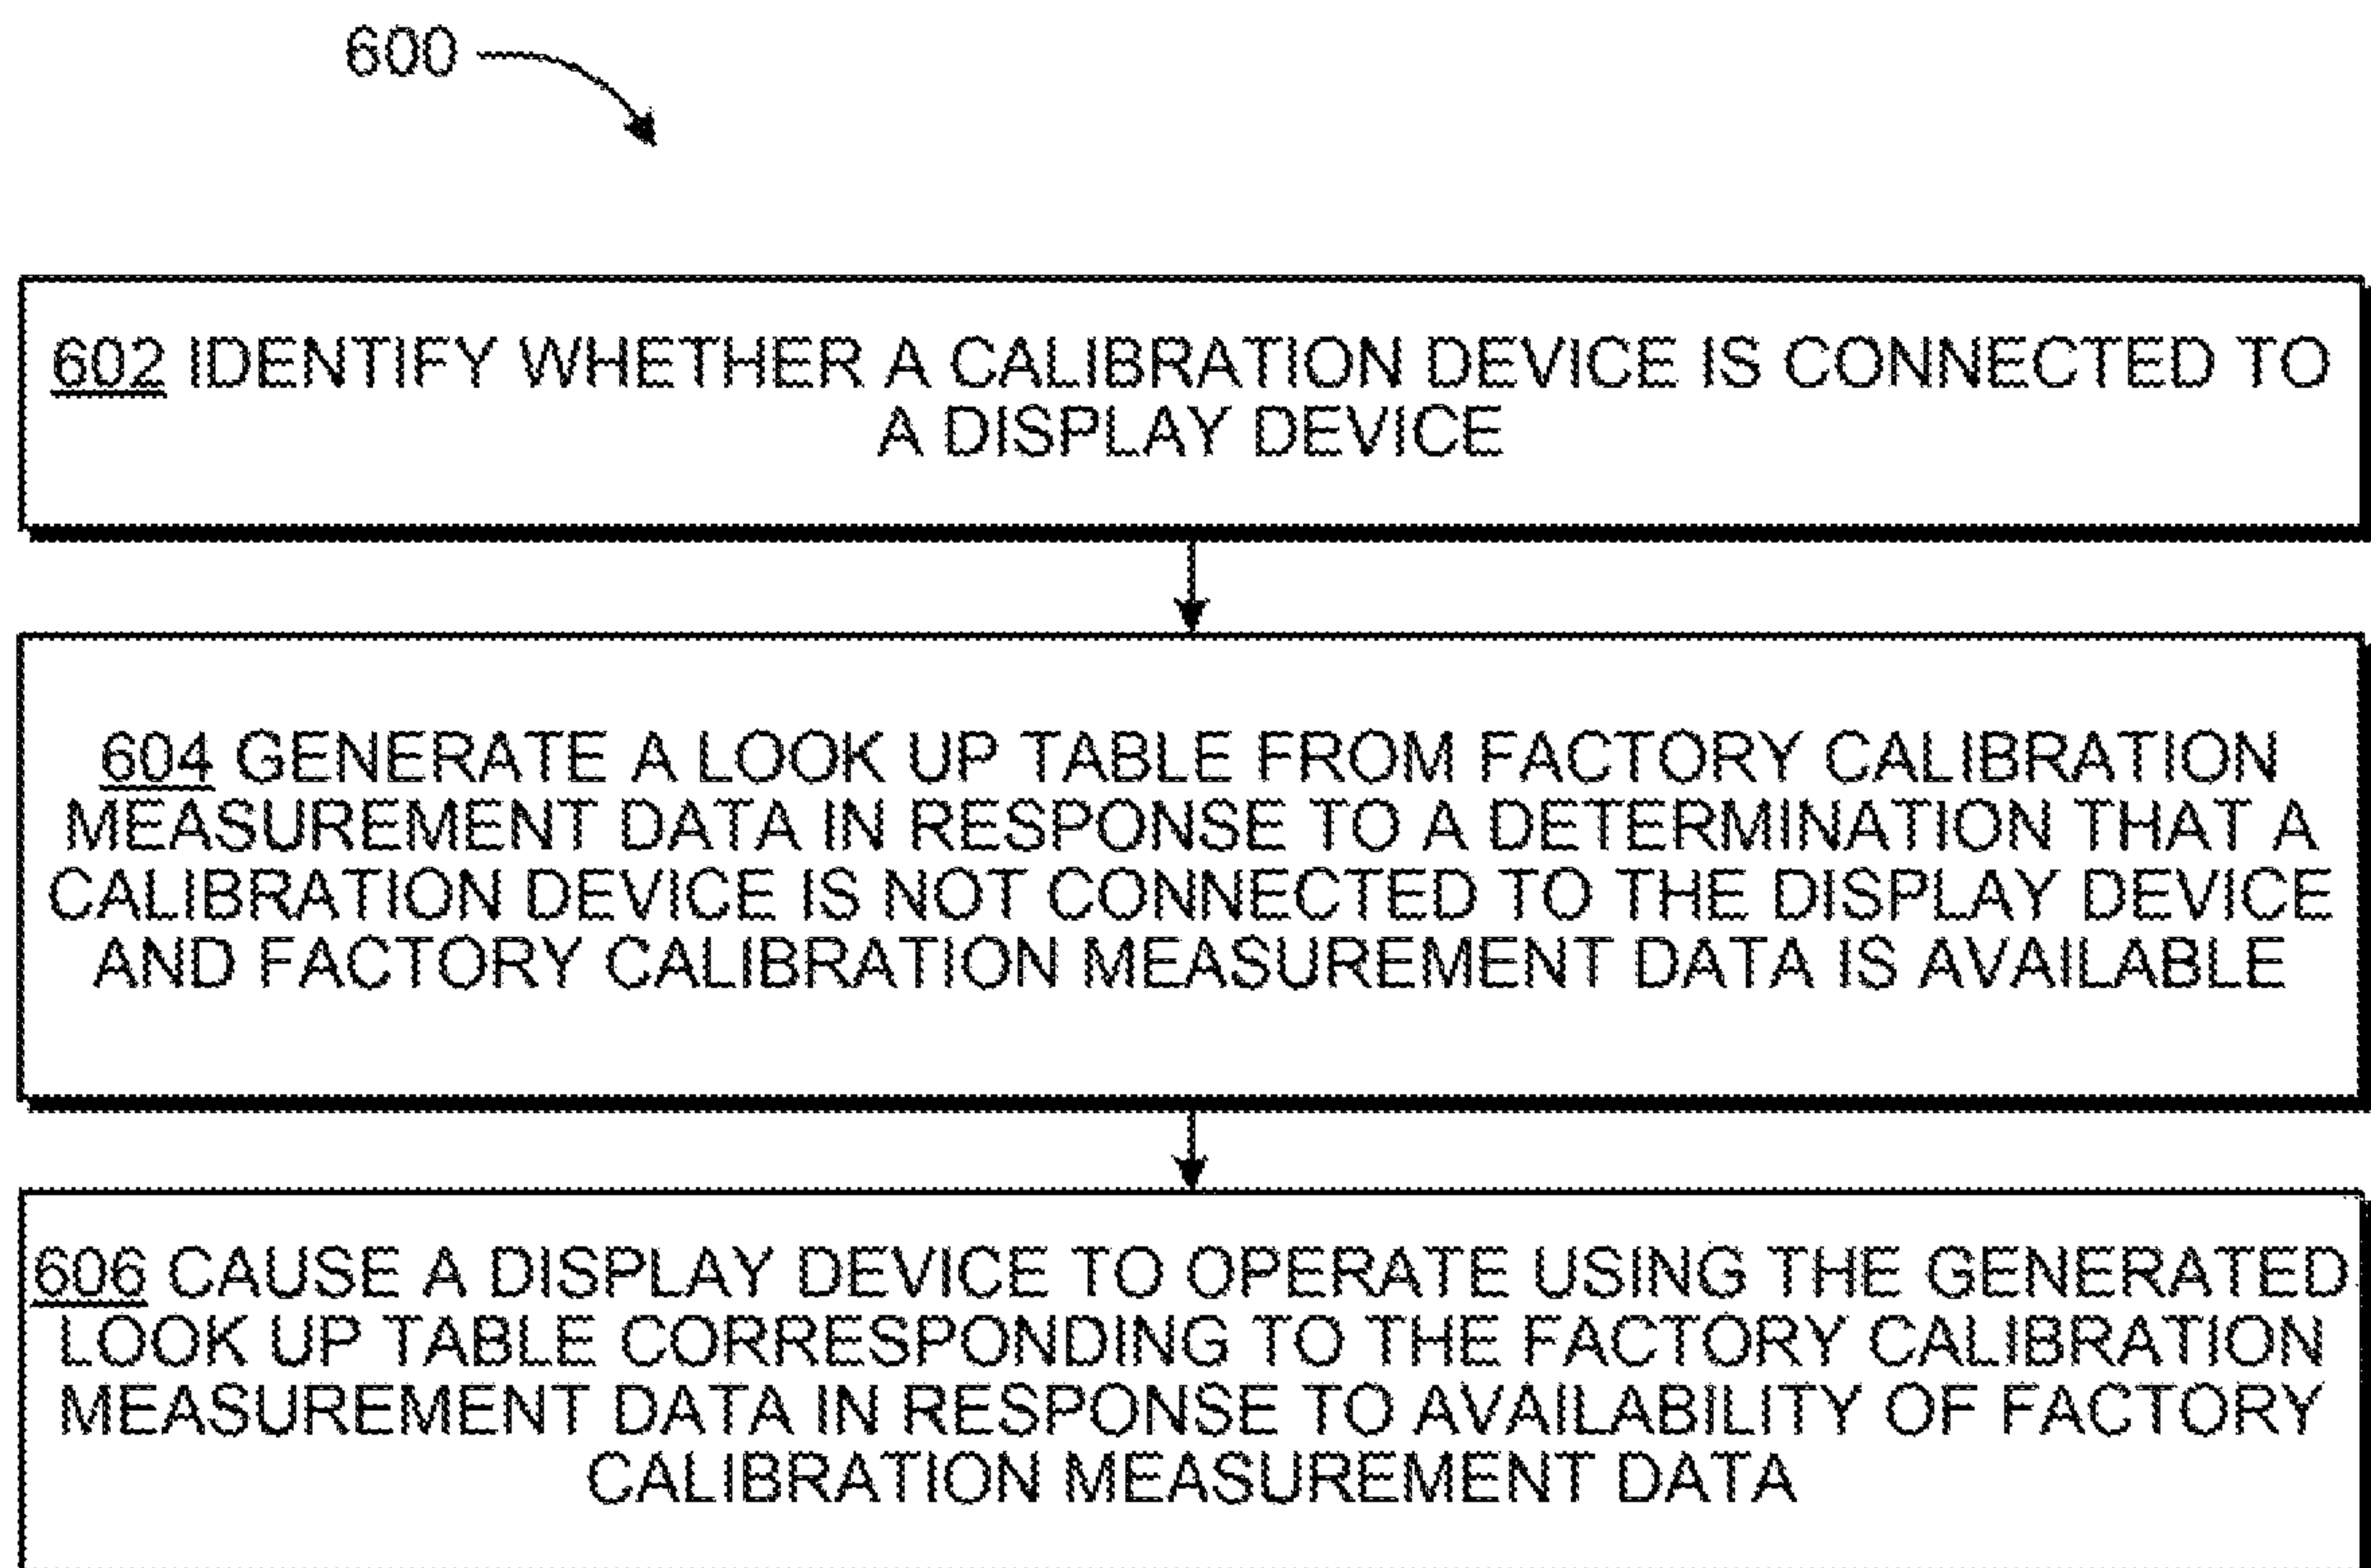 600
602 IDENTIFY WHETHER A CALIBRATION DEVICE IS CONNECTED TO
A DISPLAY DEVICE
604 GENERATE A LOOK UP TABLE FROM FACTORY CALIBRATION
MEASUREMENT DATA IN RESPONSE TO A DETERMINATION THAT A
CALIBRATION DEVICE IS NOT CONNECTED TO THE DISPLAY DEVICE
AND FACTORY CALIBRATION MEASUREMENT DATA IS AVAILABLE
606 CAUSE A DISPLAY DEVICE TO OPERATE USING THE GENERATED
LOOK UP TABLE CORRESPONDING TO THE FACTORY CALIBRATION
MEASUREMENT DATA IN RESPONSE TO AVAILABILITY OF FACTORY
CALIBRATION MEASUREMENT DATA